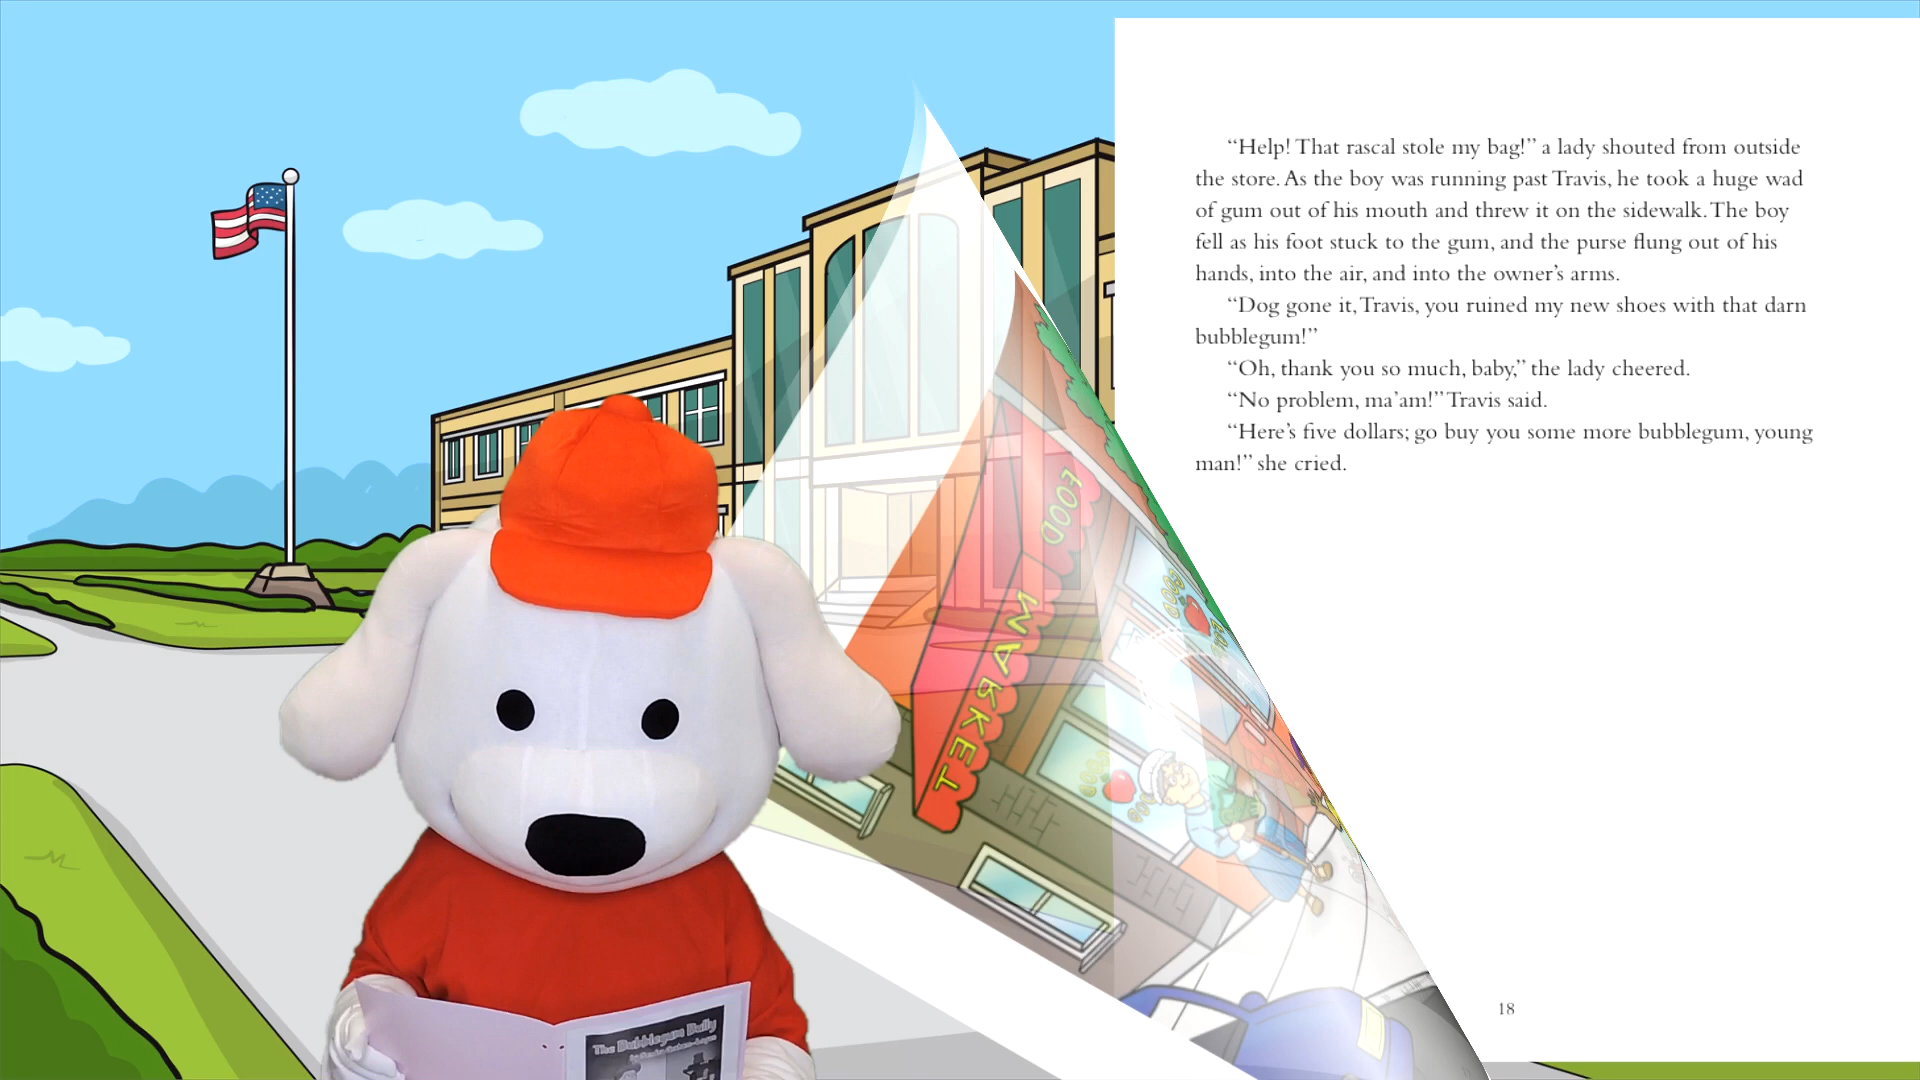 “Help! That rascal stole my bag!” a lady shouted from outside
the store. As the boy was running past Travis, he took a huge wad
of gum out of his mouth and threw it on the sidewalk. The boy
fell as his foot stuck to the gum, and the purse flung out of his
hands, into the air, and into the owner’s arms.
“Dog gone it, Travis, you ruined my new shoes with that darn
bubblegum!”
“Oh, thank you so much, baby,” the lady cheered.
“No problem, ma’am!” Travis said.
“Here’s five dollars; go buy you some more bubblegum, young
man!” she cried.
18
FOOD
MARKET
The Bubblegum Bully
by Sandra Graham-Logan